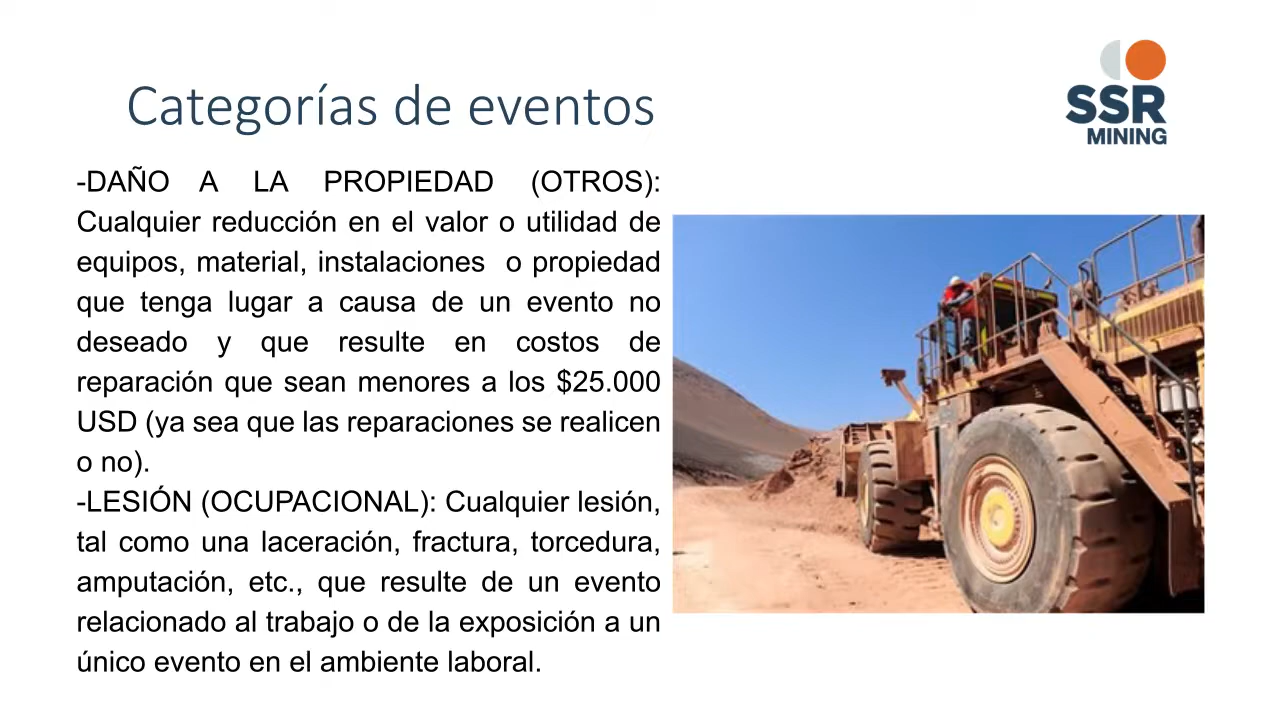 Categorías de eventos
SSR
MINING
-DAÑO A LA PROPIEDAD (OTROS):
Cualquier reducción en el valor o utilidad de
equipos, material, instalaciones o propiedad
que tenga lugar a causa de un evento no
deseado y que resulte en costos de
reparación que sean menores a los $25.000
USD (ya sea que las reparaciones se realicen
o no).
-LESIÓN (OCUPACIONAL): Cualquier lesión,
tal como una laceración, fractura, torcedura,
amputación, etc., que resulte de un evento
relacionado al trabajo o de la exposición a un
único evento en el ambiente laboral.